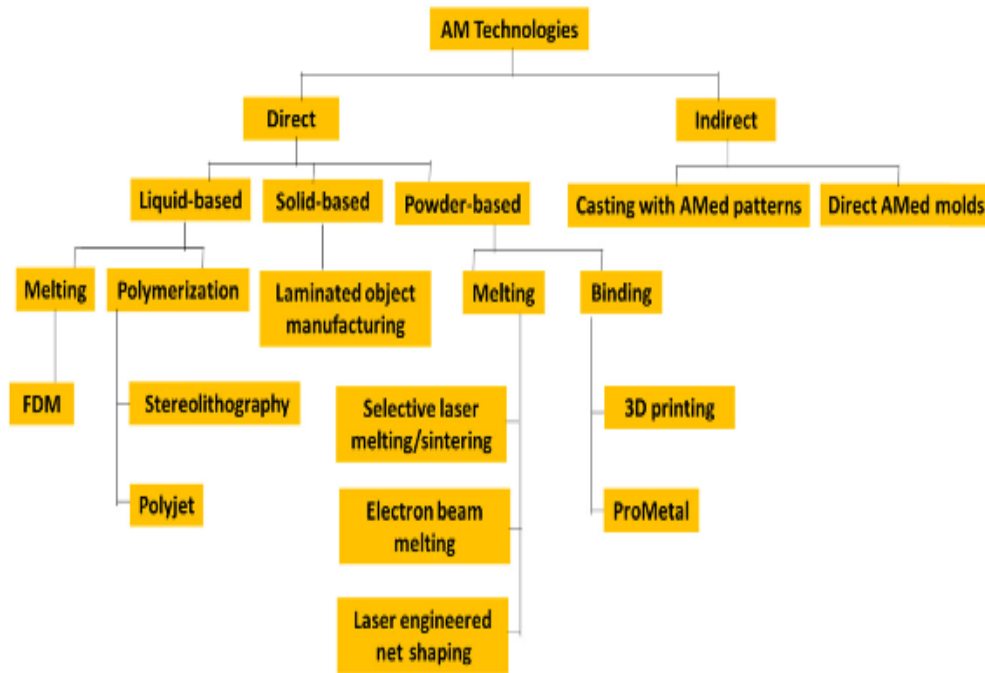 AM Technologies
Direct
Indirect
Liquid-based
Solid-based
Powder-based
Casting with AMed patterns
Direct AMed molds
Melting
Polymerization
Laminated object
manufacturing
Melting
Binding
FDM
Stereolithography
Selective laser
melting/sintering
3D printing
Polyjet
Electron beam
melting
ProMetal
Laser engineered
net shaping